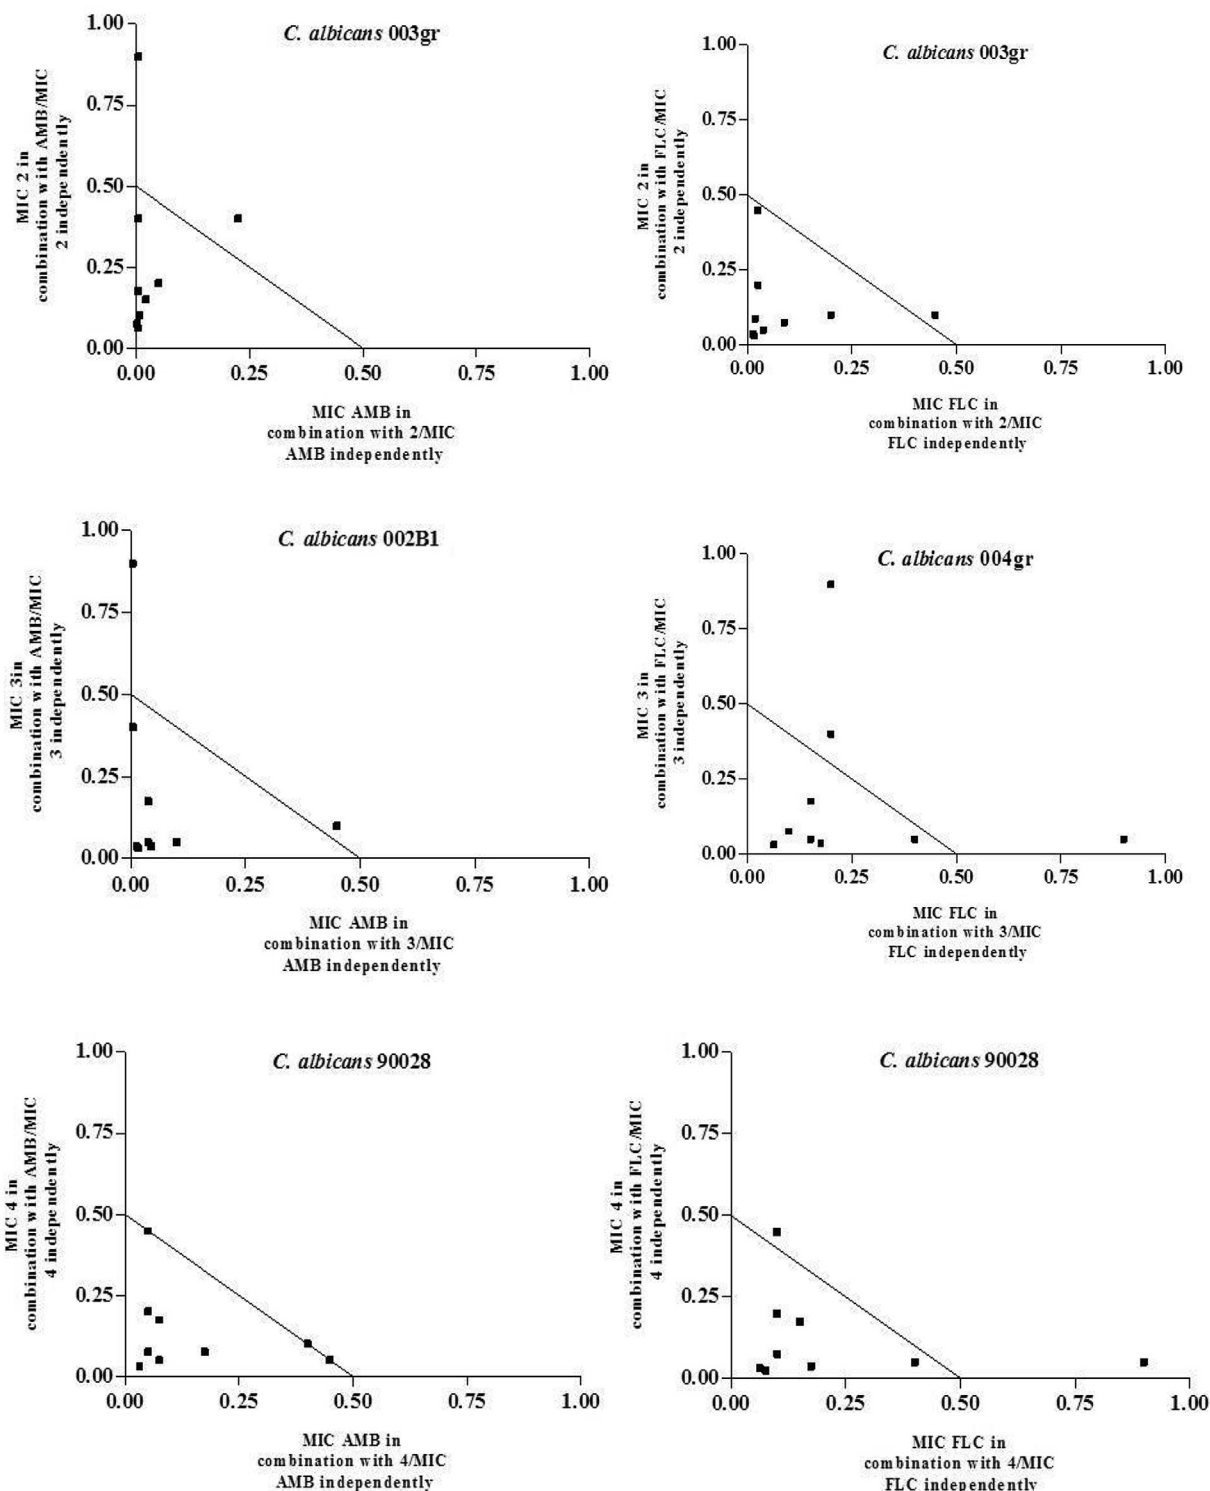 C. albicans 003gr
1.00
0.75
0.50
0.25
0.00
0.00 0.25 0.50 0.75 1.00
MIC 2 in
combination with AMB/MIC
2 independently
MIC AMB in
combination with 2/MIC
AMB independently
C. albicans 003gr
1.00
0.75
0.50
0.25
0.00
0.00 0.25 0.50 0.75 1.00
MIC 2 in
combination with FLC/MIC
2 independently
MIC FLC in
combination with 2/MIC
FLC independently
C. albicans 002B1
1.00
0.75
0.50
0.25
0.00
0.00 0.25 0.50 0.75 1.00
MIC 3in
combination with AMB/MIC
3 independently
MIC AMB in
combination with 3/MIC
AMB independently
C. albicans 004gr
1.00
0.75
0.50
0.25
0.00
0.00 0.25 0.50 0.75 1.00
MIC 3 in
combination with FLC/MIC
3 independently
MIC FLC in
combination with 3/MIC
FLC independently
C. albicans 90028
1.00
0.75
0.50
0.25
0.00
0.00 0.25 0.50 0.75 1.00
MIC 4 in
combination with AMB/MIC
4 independently
MIC AMB in
combination with 4/MIC
AMB independently
C. albicans 90028
1.00
0.75
0.50
0.25
0.00
0.00 0.25 0.50 0.75 1.00
MIC 4 in
combination with FLC/MIC
4 independently
MIC FLC in
combination with 4/MIC
FLC independently